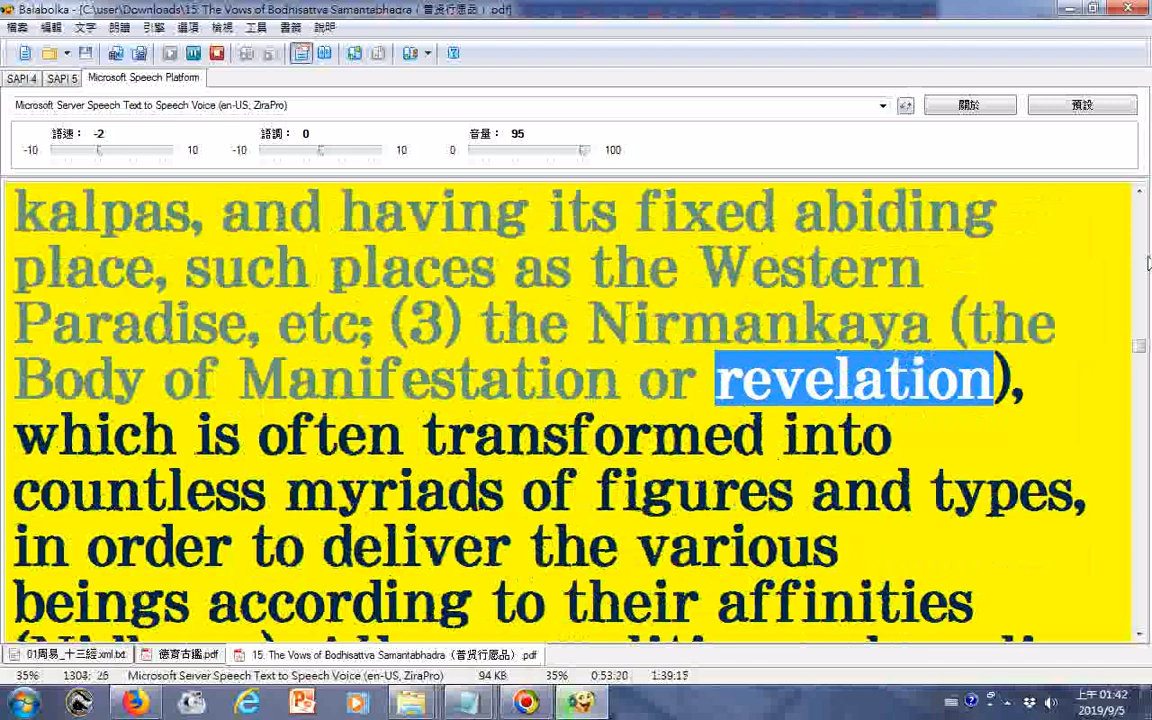 Balabolka - [C:\user\Downloads\15. The Vows of Bodhisattva Samantabhadra（普賢行愿品）.pdf]
檔案 編輯 文字 朗讀 引擎 選項 檢視 工具 書籤 說明
SAPI 4 SAPI 5 Microsoft Speech Platform
Microsoft Server Speech Text to Speech Voice (en-US, ZiraPro) 關於 預設
語速： -2 語調： 0 音量： 95
-10 10 -10 10 0 100
kalpas, and having its fixed abiding
place, such places as the Western
Paradise, etc; (3) the Nirmankaya (the
Body of Manifestation or revelation),
which is often transformed into
countless myriads of figures and types,
in order to deliver the various
beings according to their affinities
01周易_十三經.xml.txt 德育古鑑.pdf 15. The Vows of Bodhisattva Samantabhadra（普賢行愿品）.pdf
35% 1303: 26 Microsoft Server Speech Text to Speech Voice (en-US, ZiraPro) 94 KB 35% 0:53:20 1:39:15
上午 01:42
2019/9/5